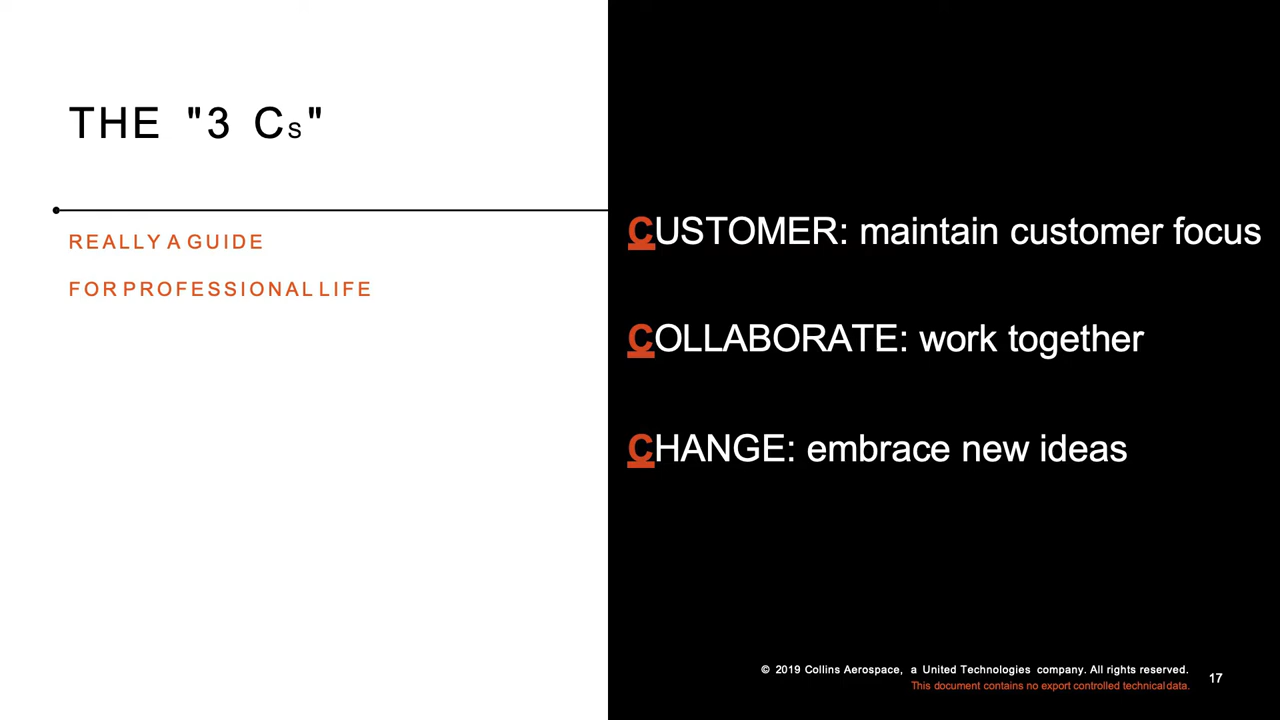 THE "3 Cs"
REALLY A GUIDE
FOR PROFESSIONAL LIFE
CUSTOMER: maintain customer focus
COLLABORATE: work together
CHANGE: embrace new ideas
© 2019 Collins Aerospace, a United Technologies company. All rights reserved.
This document contains no export controlled technical data.
17